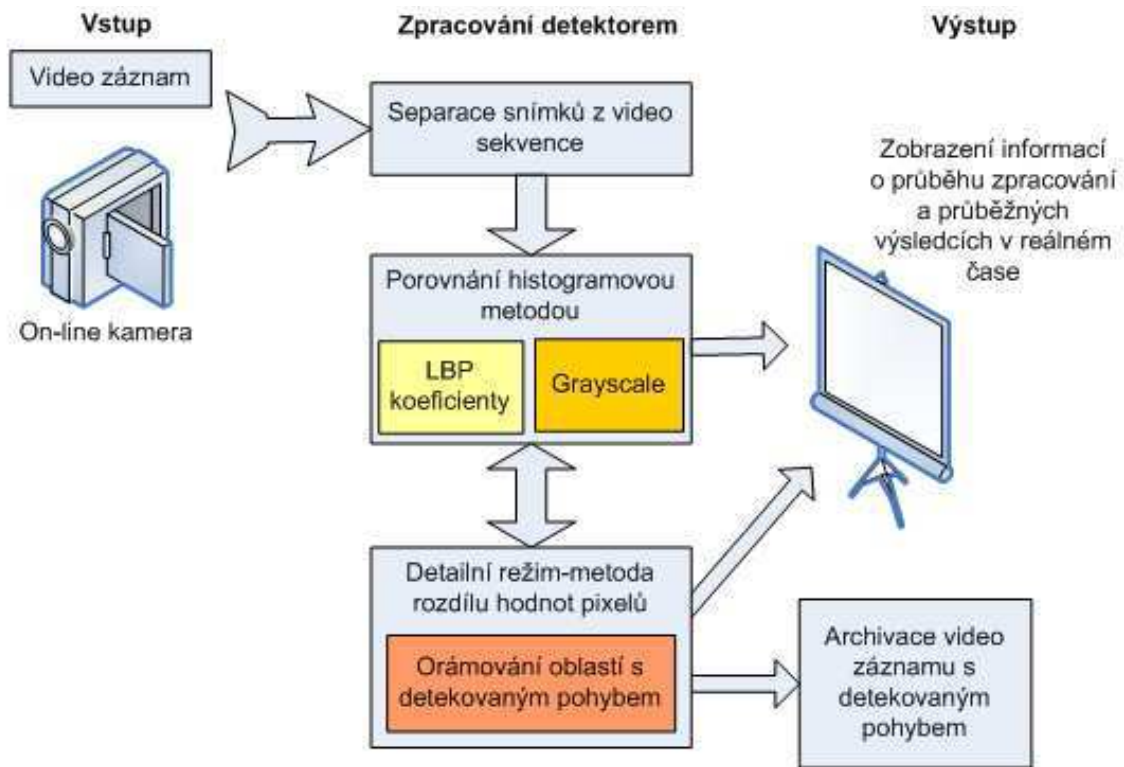 Vstup
Zpracování detektorem
Výstup
Video záznam
On-line kamera
Separace snímků z video
sekvence
Porovnání histogramovou
metodou
LBP
koeficienty
Grayscale
Detailní režim-metoda
rozdílu hodnot pixelů
Orámování oblastí s
detekovaným pohybem
Zobrazení informací
o průběhu zpracování
a průběžných
výsledcích v reálném
čase
Archivace video
záznamu s
detekovaným
pohybem